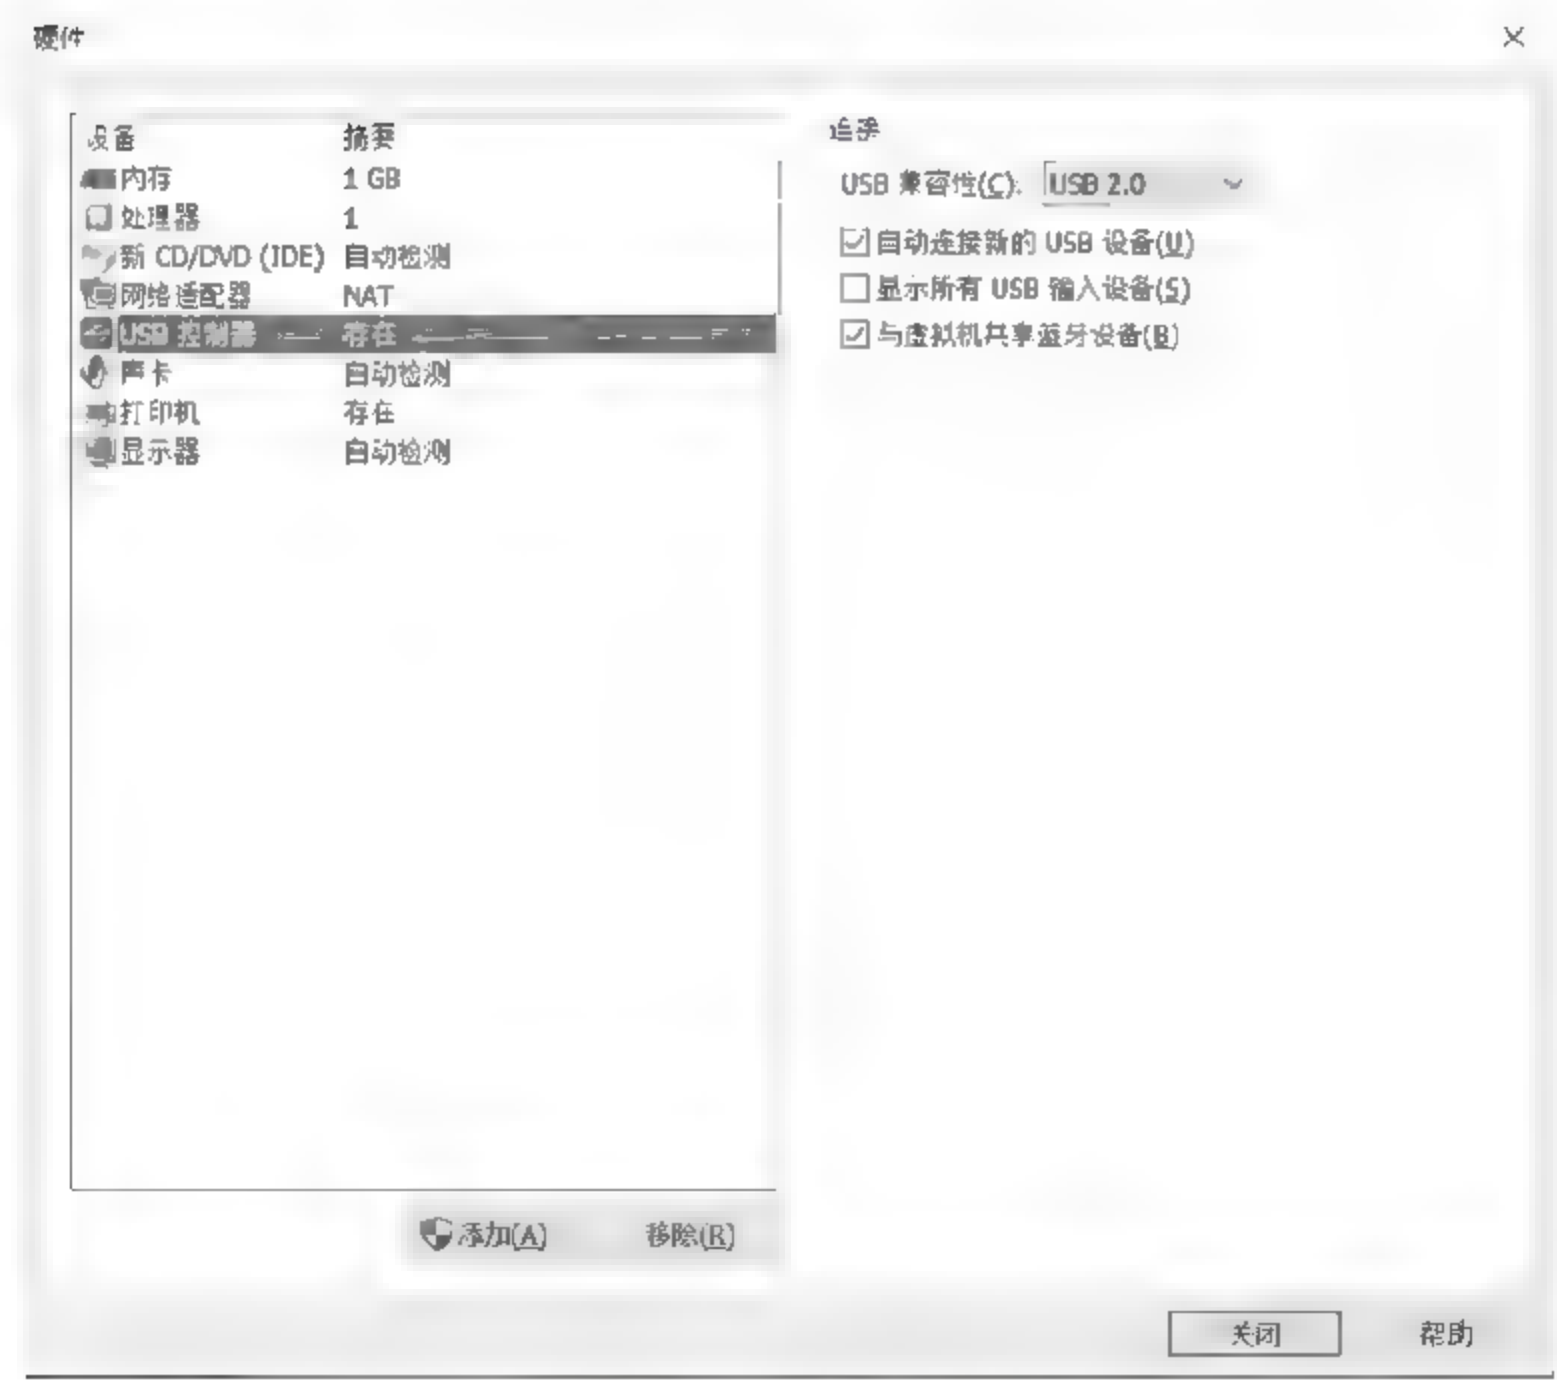 硬件
设备 摘要
内存 1 GB
处理器 1
新 CD/DVD (IDE) 自动检测
网络适配器 NAT
USB 控制器 存在
声卡 自动检测
打印机 存在
显示器 自动检测
添加(A) 移除(R)
连接
USB 兼容性(C): USB 2.0
自动连接新的 USB 设备(U)
显示所有 USB 输入设备(S)
与虚拟机共享蓝牙设备(B)
关闭 帮助